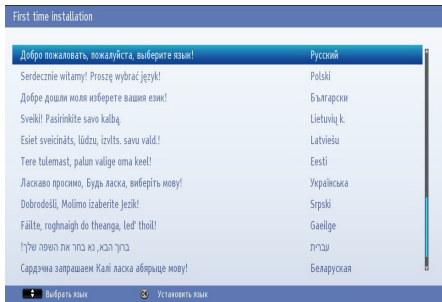 First time installation
Добро пожаловать, пожалуйста, выберите язык! Русский
Serdecznie witamy! Proszę wybrać język! Polski
Добре дошли моля изберете вашия език! Български
Sveiki! Pasirinkite savo kalbą. Lietuvių k.
Esiet sveicināts, lūdzu, izvlts. savu vald.! Latviešu
Tere tulemast, palun valige oma keel! Eesti
Ласкаво просимо, Будь ласка, виберіть мову! Українська
Dobrodošli, Molimo izaberite Jezik! Srpski
Fáilte, roghnaigh do theanga, led' thoil! Gaeilge
ברוך הבא, נא בחר את השפה שלך! עברית
Сардэчна запрашаем Калі ласка абярыце мову! Беларуская
Выбрать язык OK Установить язык